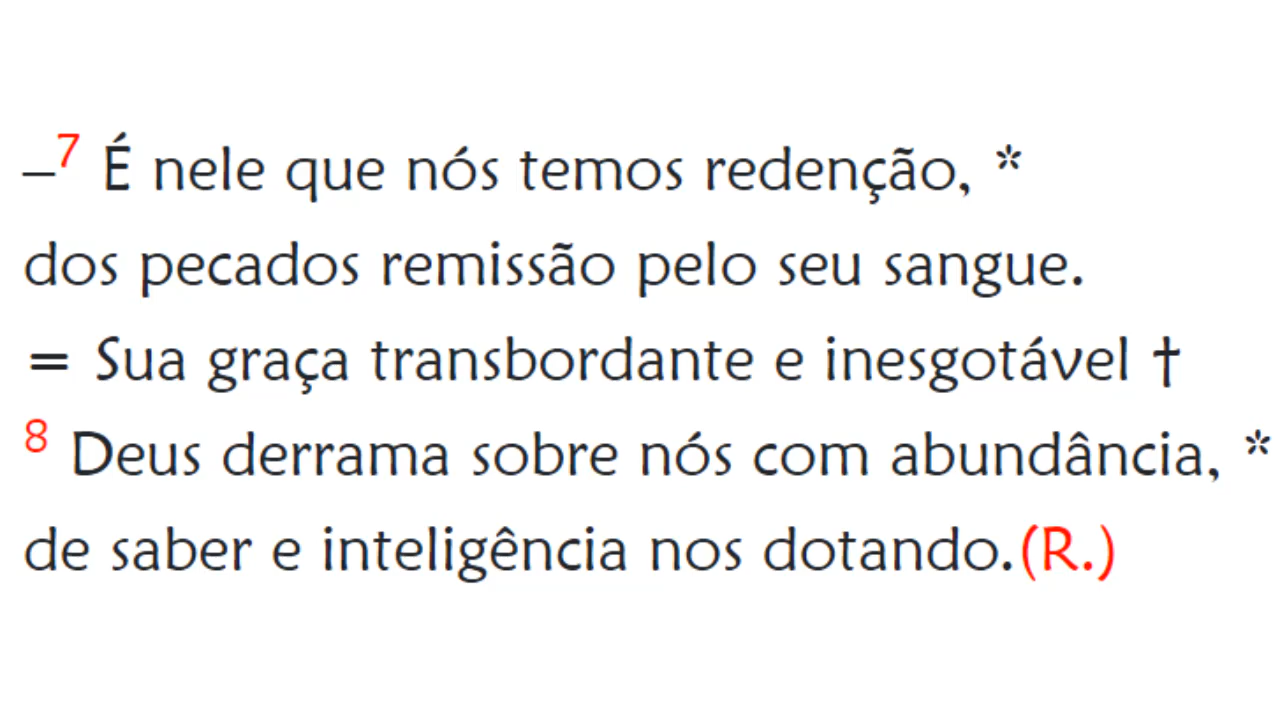 –7 É nele que nós temos redenção, *
dos pecados remissão pelo seu sangue.
= Sua graça transbordante e inesgotável †
8 Deus derrama sobre nós com abundância, *
de saber e inteligência nos dotando.(R.)